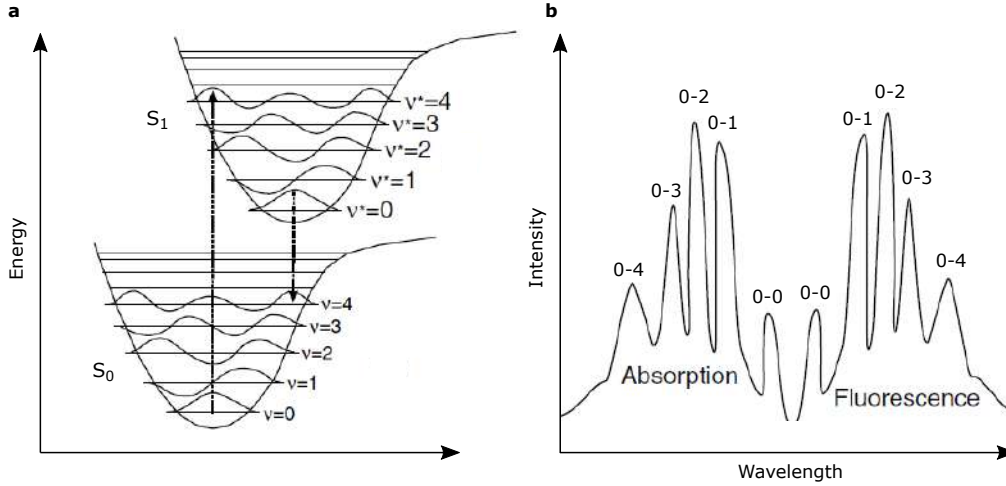 a
Energy
S1
ν*=4
ν*=3
ν*=2
ν*=1
ν*=0
S0
ν=4
ν=3
ν=2
ν=1
ν=0
b
Intensity
0-4
0-3
0-2
0-1
0-0
0-0
0-1
0-2
0-3
0-4
Absorption
Fluorescence
Wavelength